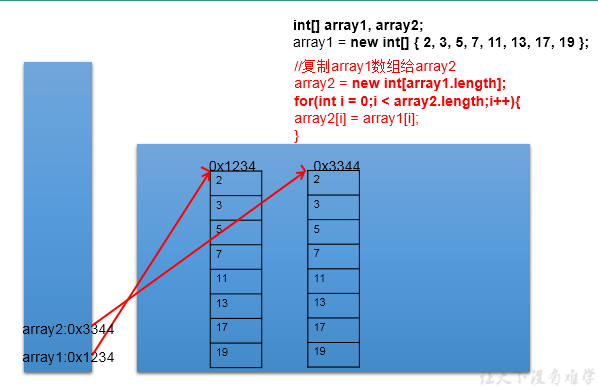 int[] array1, array2;
array1 = new int[] { 2, 3, 5, 7, 11, 13, 17, 19 };
//复制array1数组给array2
array2 = new int[array1.length];
for(int i = 0;i < array2.length;i++){
array2[i] = array1[i];
}
0x1234 0x3344
2 2
3 3
5 5
7 7
11 11
13 13
17 17
19 19
array2:0x3344
array1:0x1234
让天下没有难学